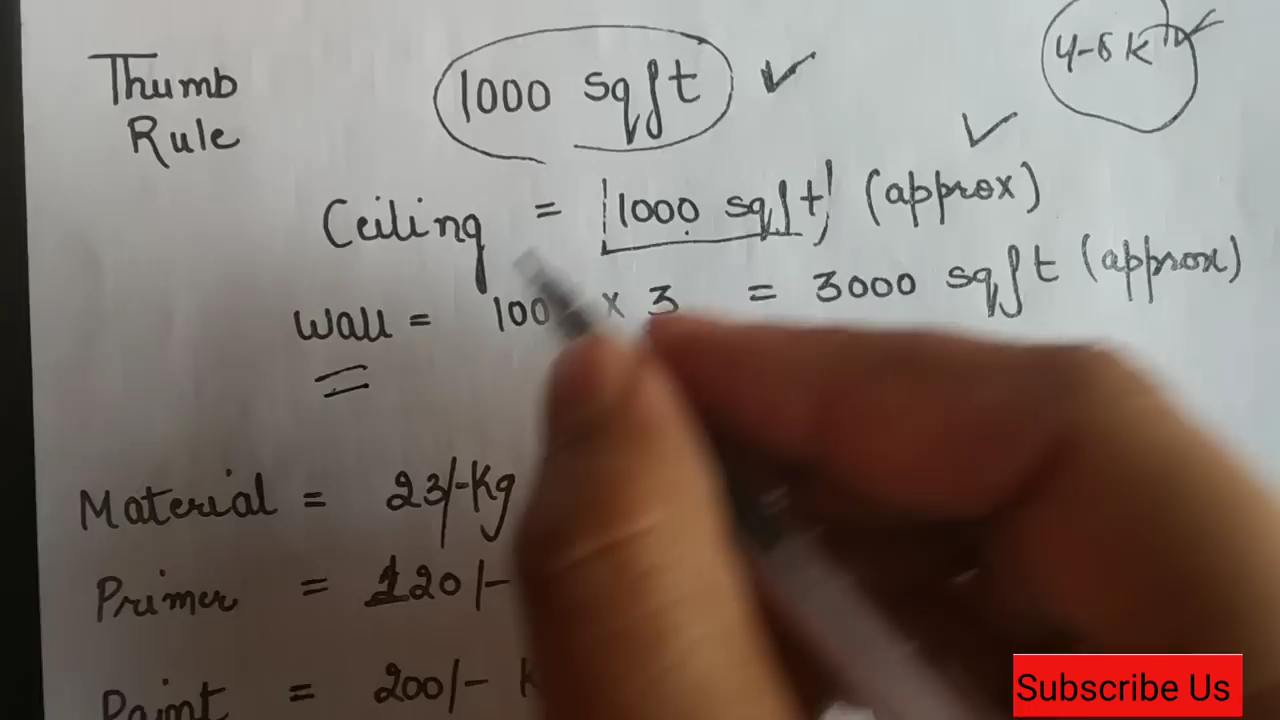 Thumb Rule
1000 sqft
4-5 K
Ceiling = 1000 sqft (approx)
Wall = 100 x 3 = 3000 sqft (approx)
Material = 23/-Kg
Primer = 120/-
Paint = 200/- K
Subscribe Us